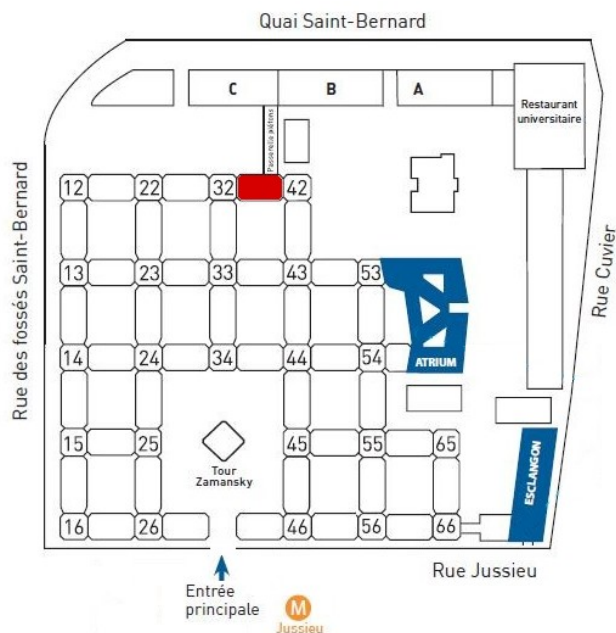 Quai Saint-Bernard
C
B
A
Restaurant
universitaire
Passerelle piétons
Rue des fossés Saint-Bernard
Rue Cuvier
12
22
32
42
13
23
33
43
53
ATRIUM
14
24
34
44
54
15
25
45
55
65
Tour
Zamansky
ESCLANGON
16
26
46
56
66
Rue Jussieu
Entrée
principale
M
Jussieu